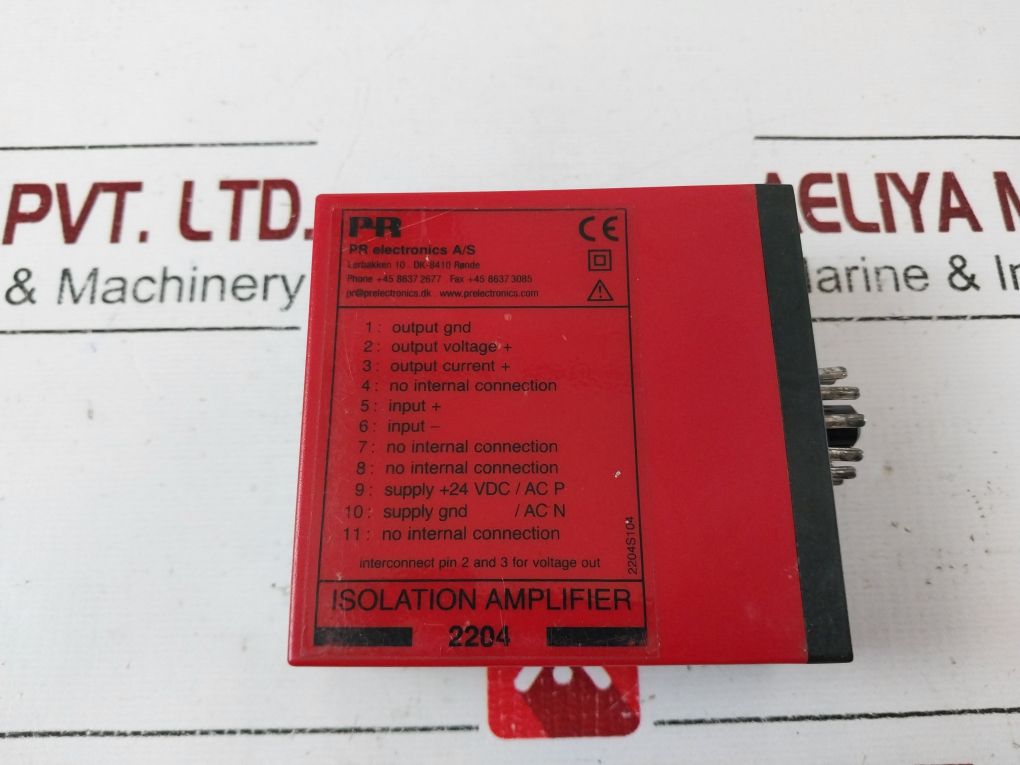 PVT. LTD.
& Machinery
AELIYA M
arine & In
PR
CE
PR electronics A/S
Lerbakken 10 . DK-8410 Rønde
Phone +45 8637 2677 . Fax +45 8637 3085
pr@prelectronics.dk . www.prelectronics.com
1 : output gnd
2 : output voltage +
3 : output current +
4 : no internal connection
5 : input +
6 : input –
7 : no internal connection
8 : no internal connection
9 : supply +24 VDC / AC P
10 : supply gnd / AC N
11 : no internal connection
interconnect pin 2 and 3 for voltage out
2204S104
ISOLATION AMPLIFIER
2204